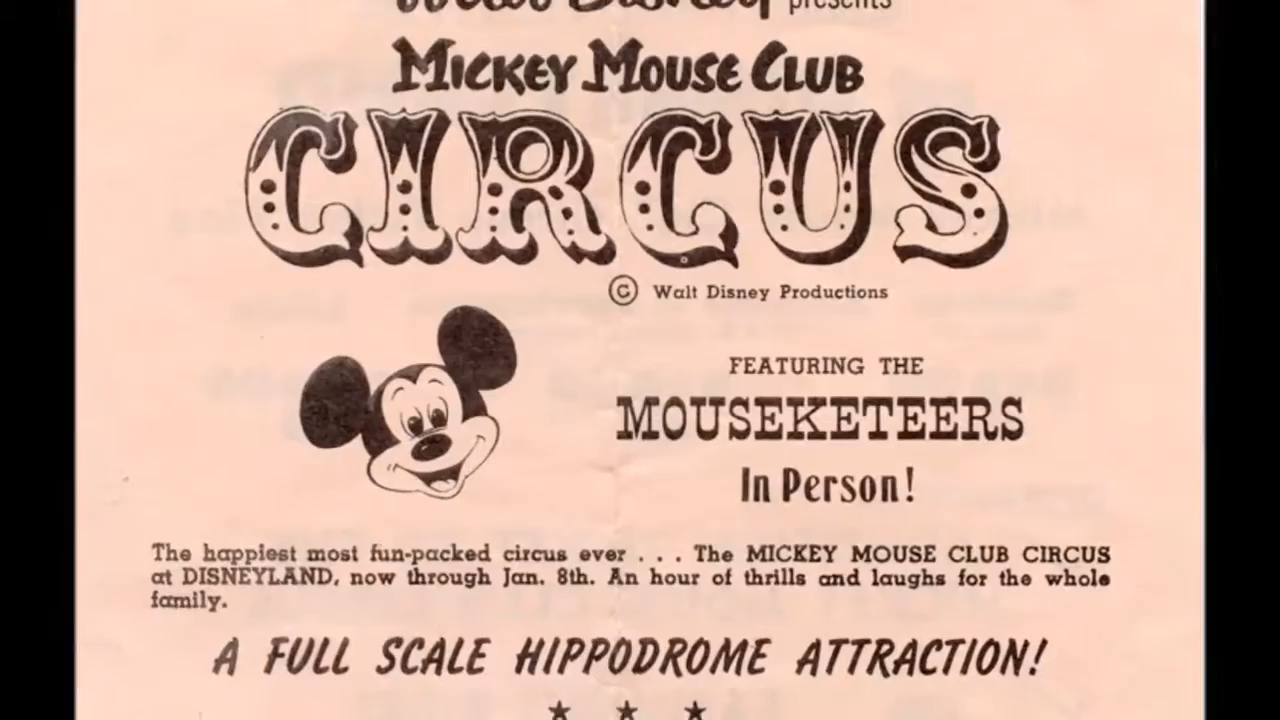 Walt Disney presents
MICKEY MOUSE CLUB
CIRCUS
© Walt Disney Productions
FEATURING THE
MOUSEKETEERS
In Person!
The happiest most fun-packed circus ever . . . The MICKEY MOUSE CLUB CIRCUS
at DISNEYLAND, now through Jan. 8th. An hour of thrills and laughs for the whole
family.
A FULL SCALE HIPPODROME ATTRACTION!